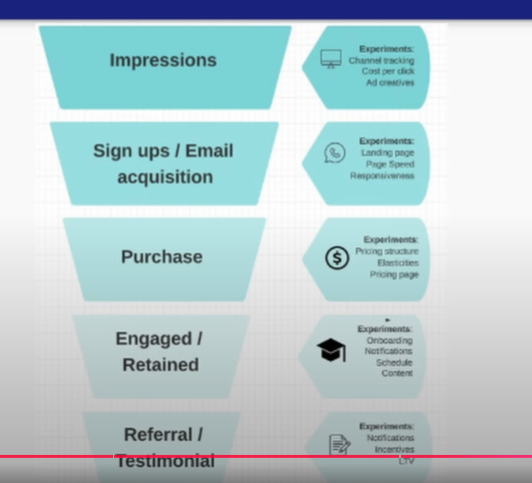 Impressions
Experiments:
Channel tracking
Cost per click
Ad creatives
Sign ups / Email
acquisition
Experiments:
Landing page
Page Speed
Responsiveness
Purchase
Experiments:
Pricing structure
Elasticities
Pricing page
Engaged /
Retained
Experiments:
Onboarding
Notifications
Schedule
Content
Referral /
Testimonial
Experiments:
Notifications
Incentives
LTV